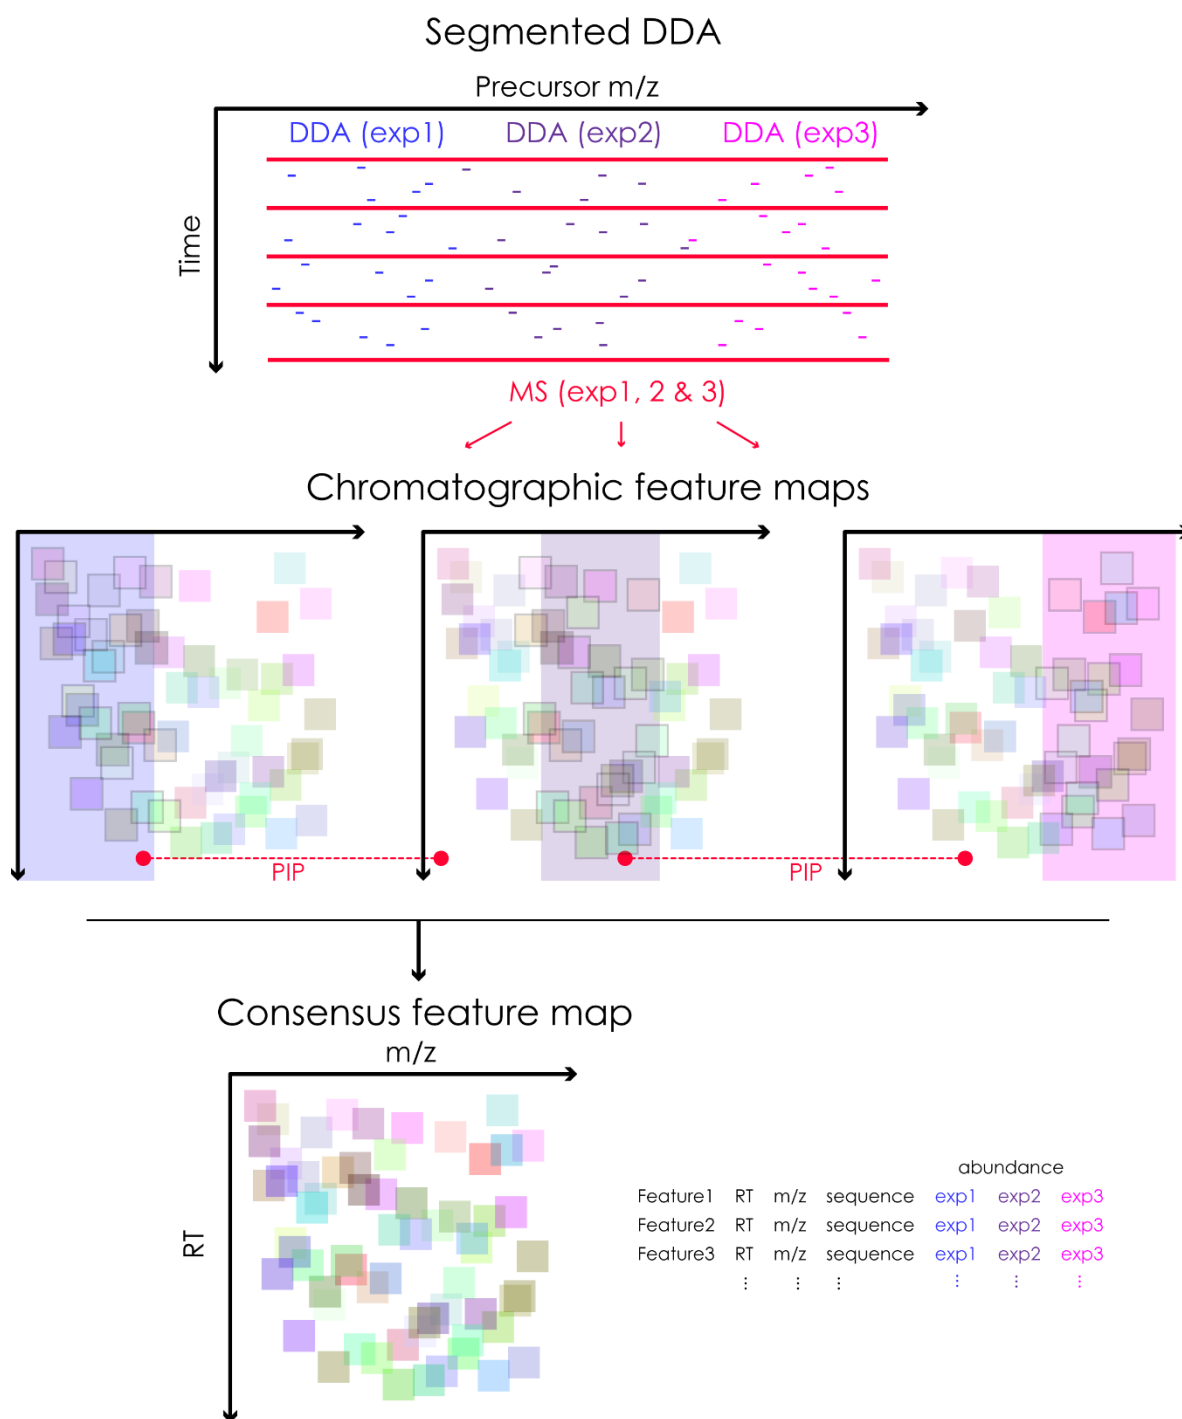 Segmented DDA
Precursor m/z
DDA (exp1) DDA (exp2) DDA (exp3)
Time
MS (exp1, 2 & 3)
Chromatographic feature maps
PIP PIP
Consensus feature map
m/z
RT
abundance
Feature1 RT m/z sequence exp1 exp2 exp3
Feature2 RT m/z sequence exp1 exp2 exp3
Feature3 RT m/z sequence exp1 exp2 exp3
⋮ ⋮ ⋮ ⋮ ⋮ ⋮